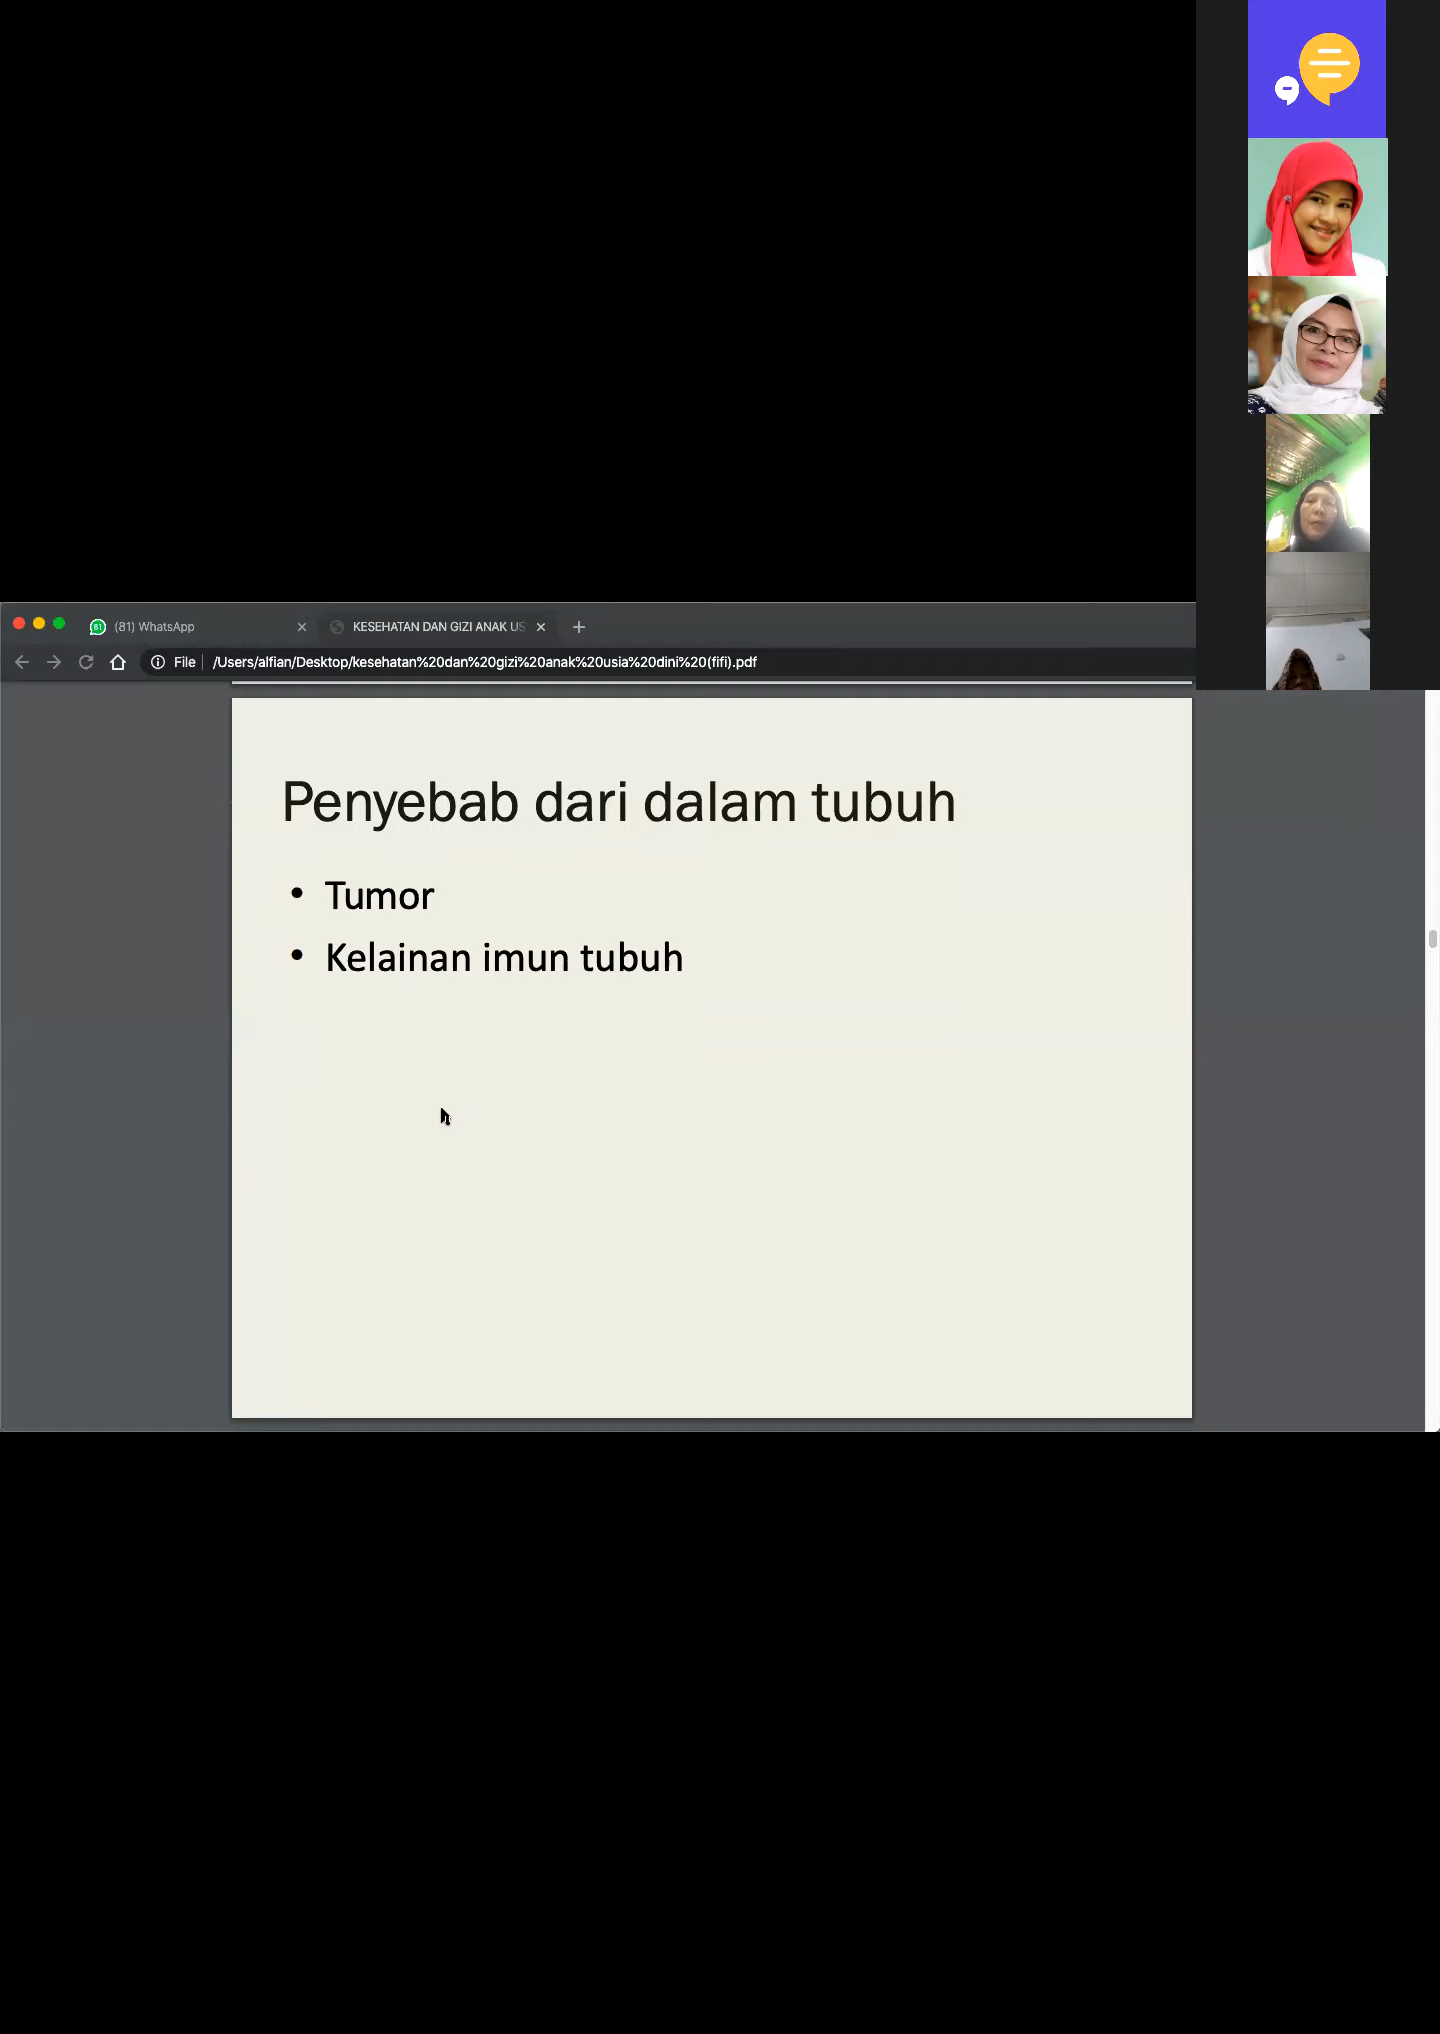 (81) WhatsApp
KESEHATAN DAN GIZI ANAK US
File
/Users/alfian/Desktop/kesehatan%20dan%20gizi%20anak%20usia%20dini%20(fifi).pdf
Penyebab dari dalam tubuh
• Tumor
• Kelainan imun tubuh